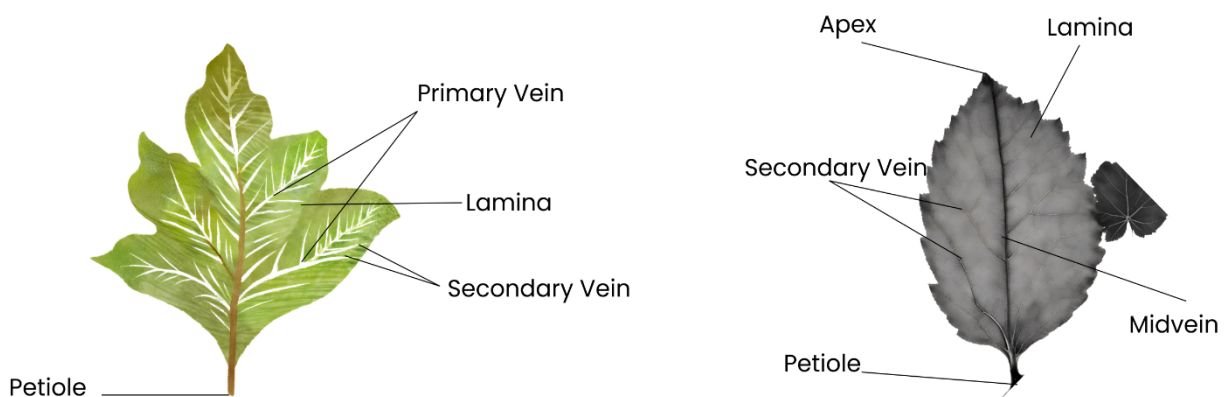 Primary Vein
Lamina
Secondary Vein
Petiole
Apex
Lamina
Secondary Vein
Midvein
Petiole